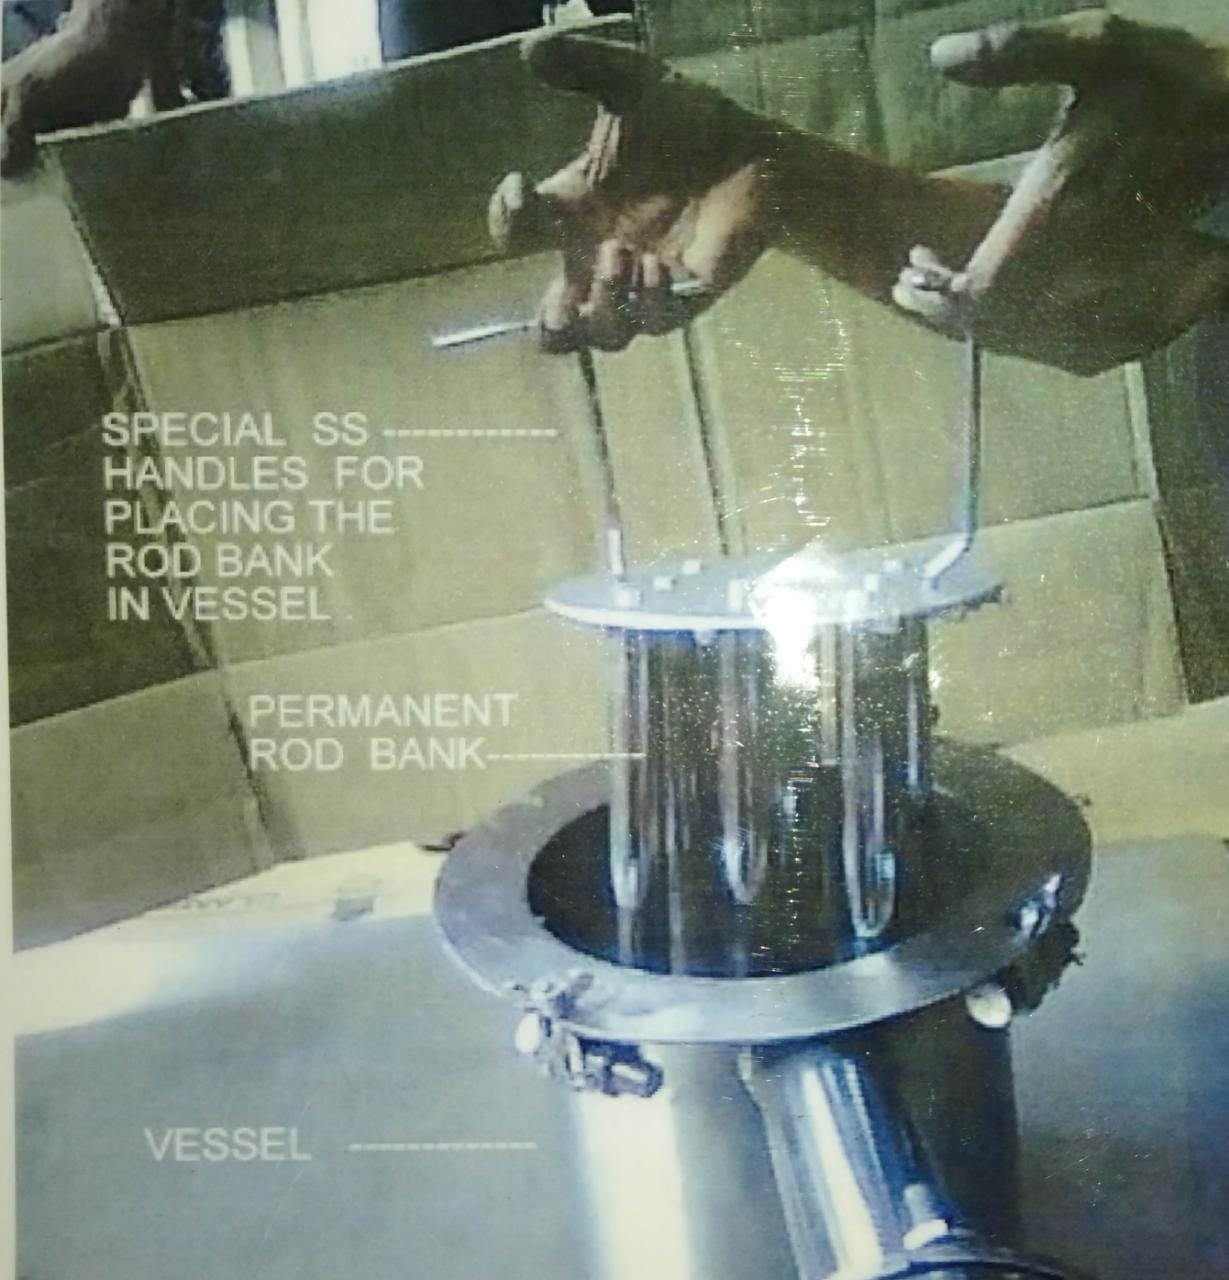 SPECIAL SS -----------
HANDLES FOR
PLACING THE
ROD BANK
IN VESSEL .
PERMANENT
ROD BANK-----------
VESSEL -------------